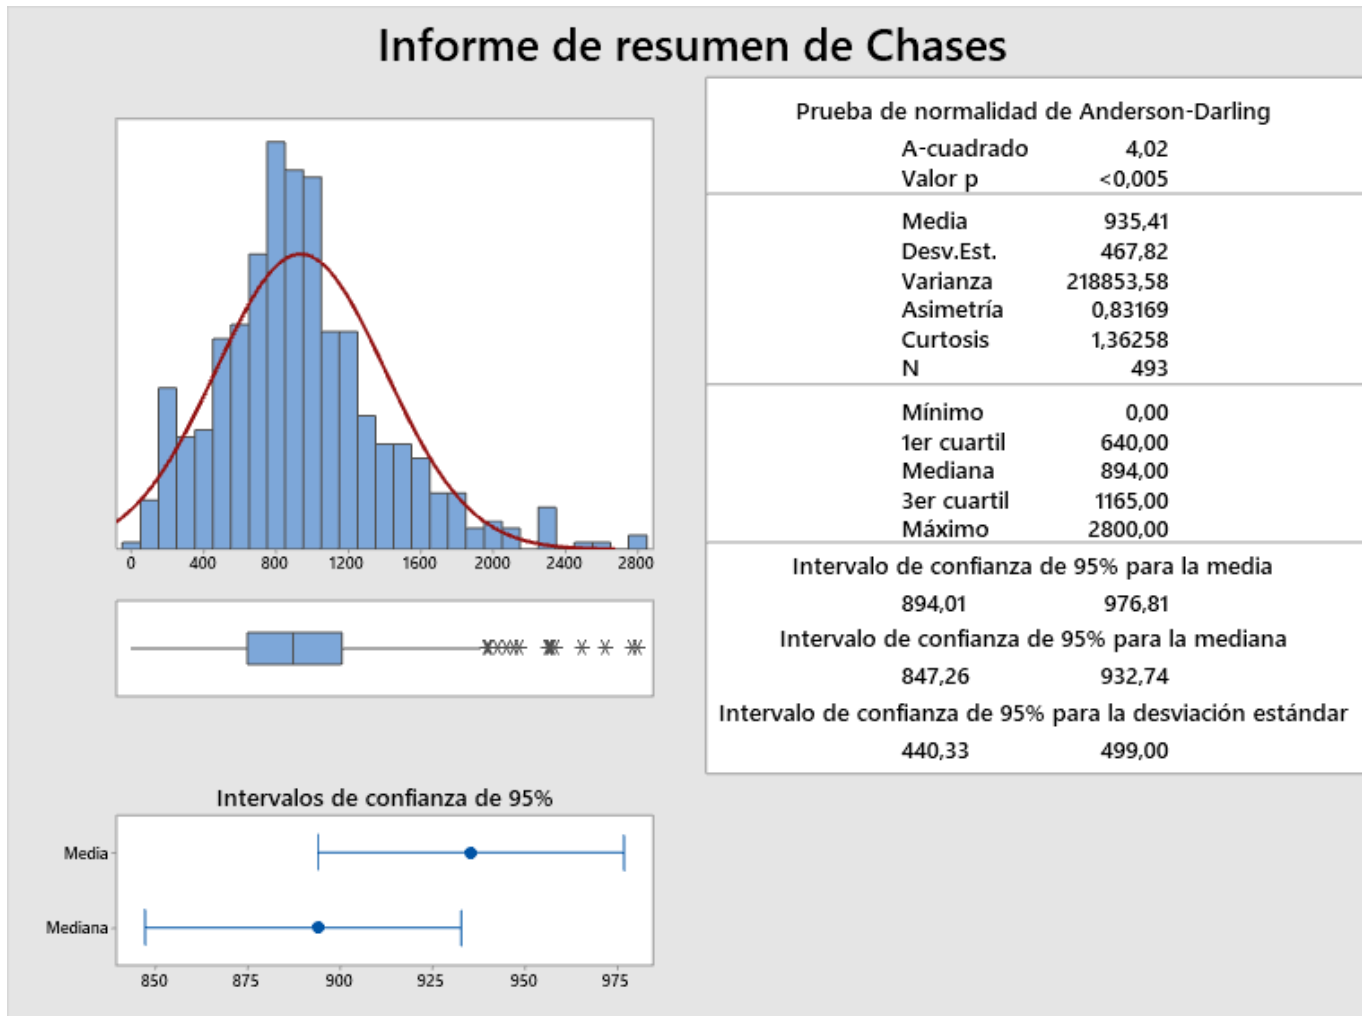 Informe de resumen de Chases
Prueba de normalidad de Anderson-Darling
A-cuadrado 4,02
Valor p <0,005
Media 935,41
Desv.Est. 467,82
Varianza 218853,58
Asimetría 0,83169
Curtosis 1,36258
N 493
Mínimo 0,00
1er cuartil 640,00
Mediana 894,00
3er cuartil 1165,00
Máximo 2800,00
Intervalo de confianza de 95% para la media
894,01 976,81
Intervalo de confianza de 95% para la mediana
847,26 932,74
Intervalo de confianza de 95% para la desviación estándar
440,33 499,00
0 400 800 1200 1600 2000 2400 2800
Intervalos de confianza de 95%
Media
Mediana
850 875 900 925 950 975